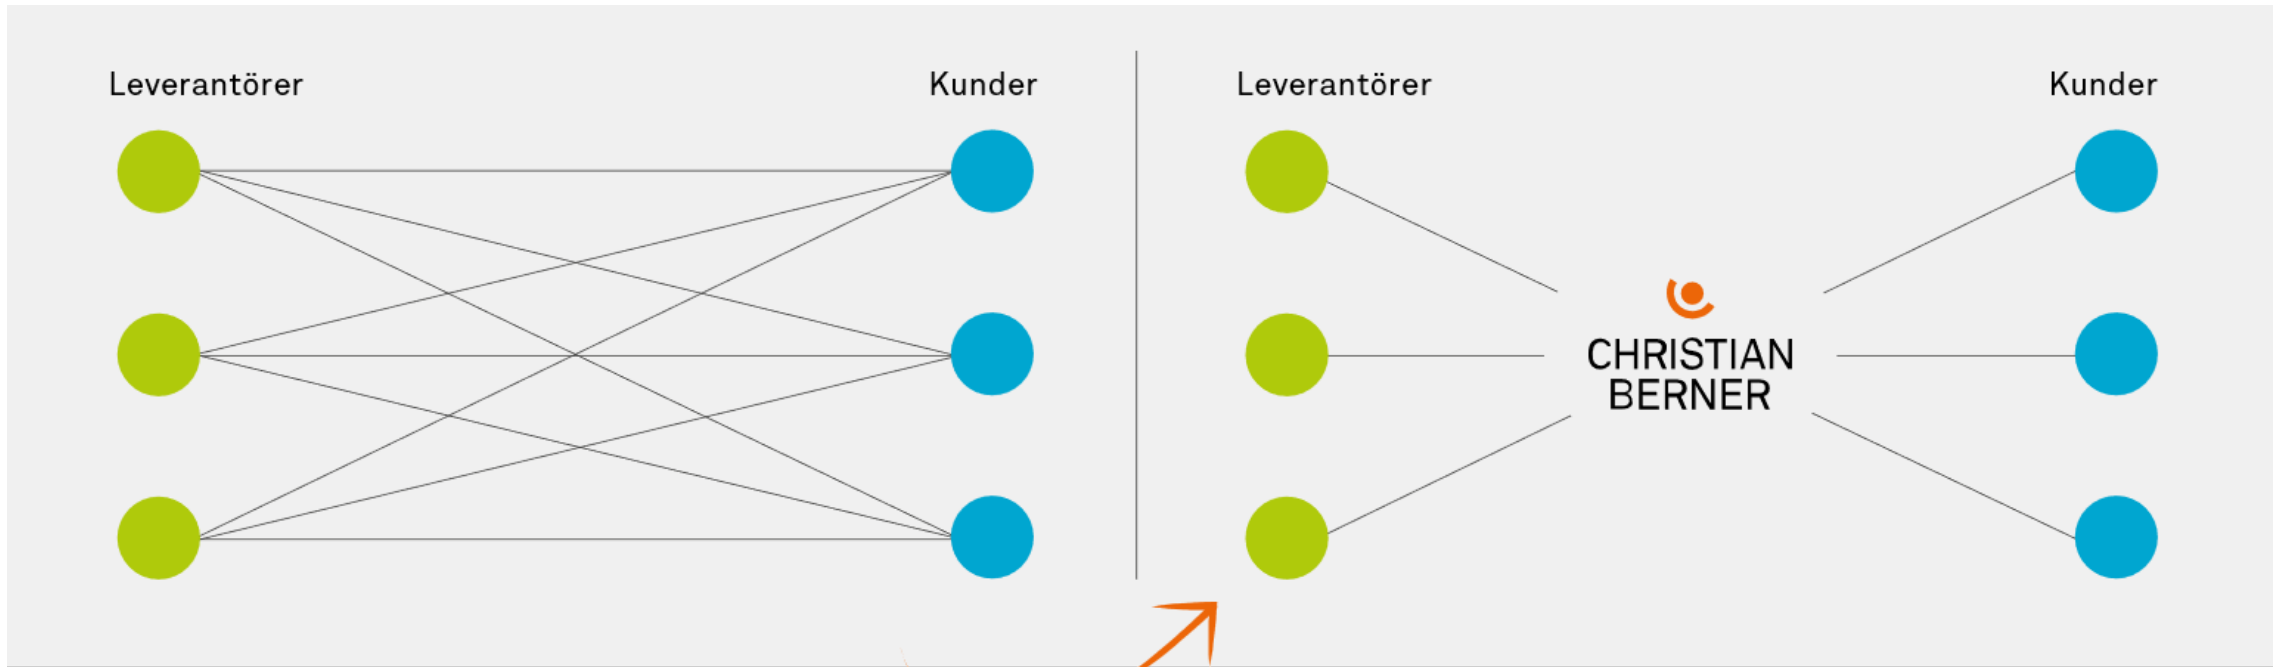 Leverantörer
Kunder
Leverantörer
Kunder
CHRISTIAN
BERNER